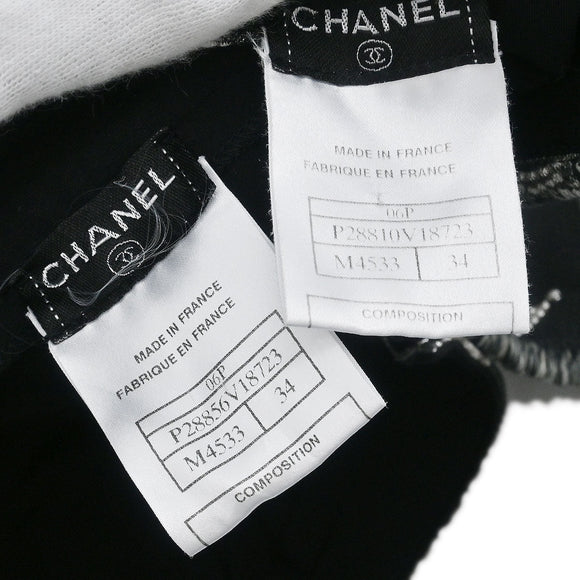 CHANEL
MADE IN FRANCE
FABRIQUE EN FRANCE
06P
P28810V18723
M4533 34
COMPOSITION
CHANEL
MADE IN FRANCE
FABRIQUE EN FRANCE
06P
P28856V18723
M4533 34
COMPOSITION